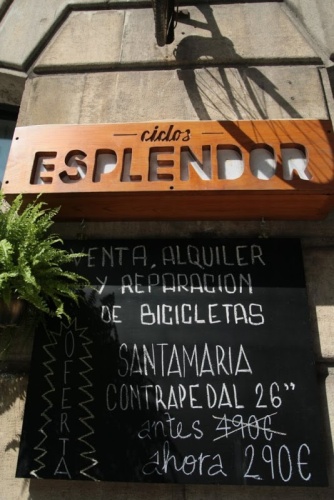 ciclos
ESPLENDOR
VENTA, ALQUILER
Y REPARACION
DE BICICLETAS
OFERTA
SANTAMARIA
CONTRAPEDAL 26"
antes 490€
ahora 290€